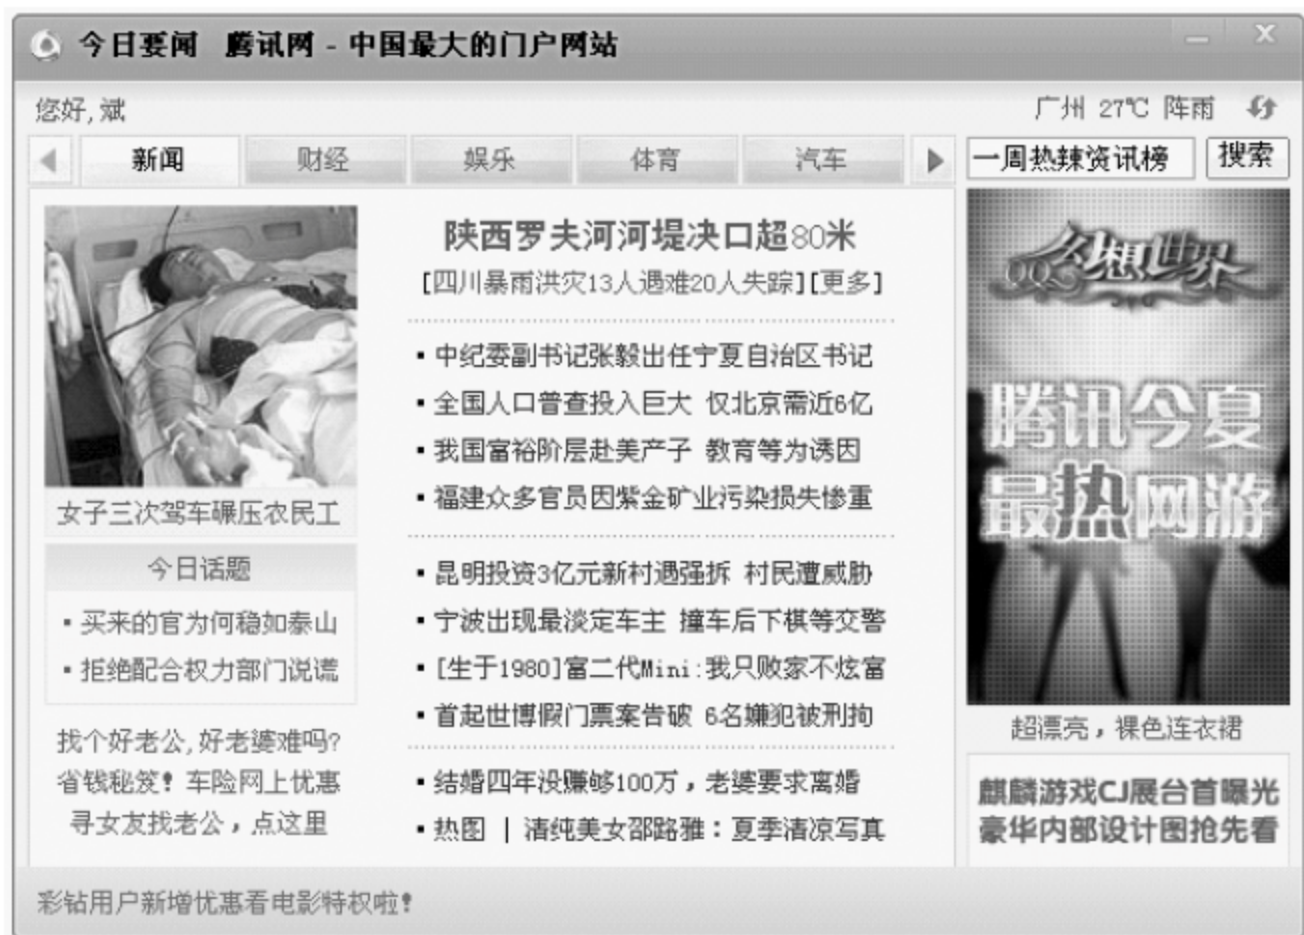 今日要闻 腾讯网 - 中国最大的门户网站
您好,斌
广州 27℃ 阵雨
新闻 财经 娱乐 体育 汽车
一周热辣资讯榜 搜索
陕西罗夫河河堤决口超80米
[四川暴雨洪灾13人遇难20人失踪][更多]
▪ 中纪委副书记张毅出任宁夏自治区书记
▪ 全国人口普查投入巨大 仅北京需近6亿
▪ 我国富裕阶层赴美产子 教育等为诱因
▪ 福建众多官员因紫金矿业污染损失惨重
女子三次驾车碾压农民工
今日话题
▪ 买来的官为何稳如泰山
▪ 拒绝配合权力部门说谎
▪ 昆明投资3亿元新村遇强拆 村民遭威胁
▪ 宁波出现最淡定车主 撞车后下棋等交警
▪ [生于1980]富二代Mini:我只败家不炫富
▪ 首起世博假门票案告破 6名嫌犯被刑拘
找个好老公,好老婆难吗?
省钱秘笈！车险网上优惠
寻女友找老公，点这里
▪ 结婚四年没赚够100万，老婆要求离婚
▪ 热图 | 清纯美女邵路雅：夏季清凉写真
QQ幻想世界
腾讯今夏
最热网游
超漂亮，裸色连衣裙
麒麟游戏CJ展台首曝光
豪华内部设计图抢先看
彩钻用户新增优惠看电影特权啦！